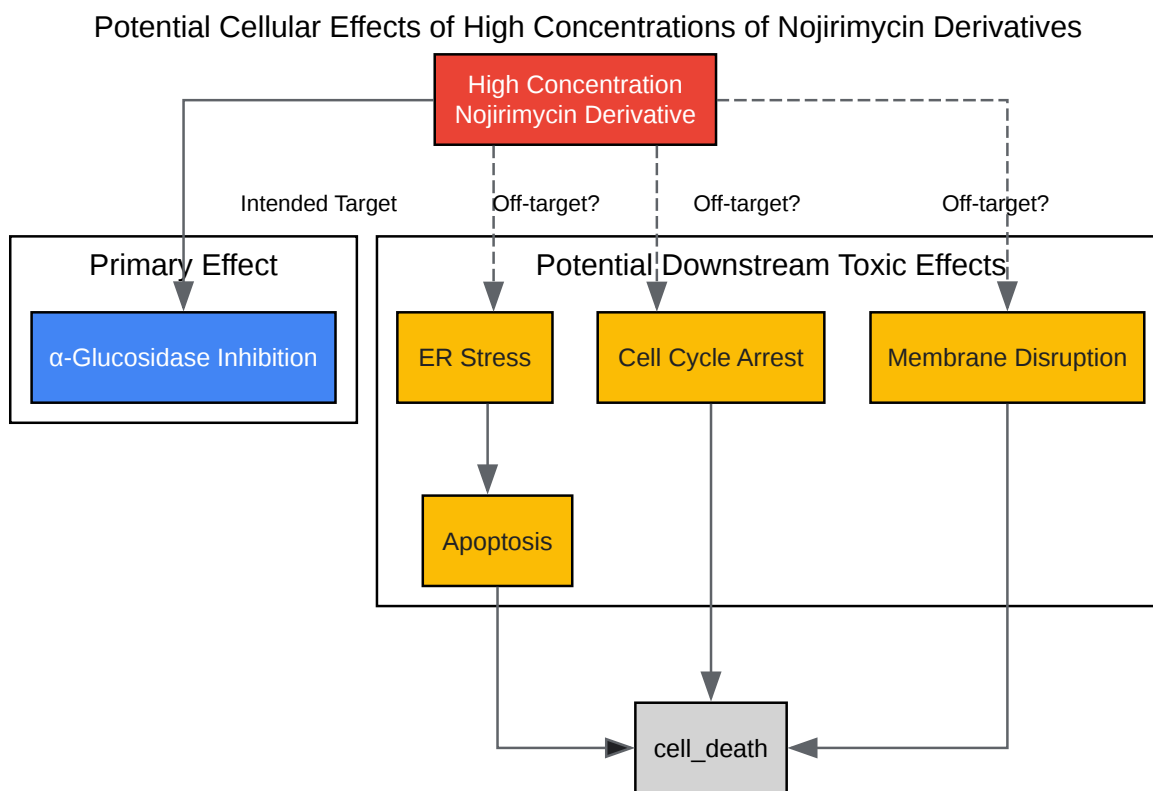 Potential Cellular Effects of High Concentrations of Nojirimycin Derivatives
High Concentration
Nojirimycin Derivative
Intended Target
Off-target?
Off-target?
Off-target?
Primary Effect
Potential Downstream Toxic Effects
α-Glucosidase Inhibition
ER Stress
Cell Cycle Arrest
Membrane Disruption
Apoptosis
cell_death